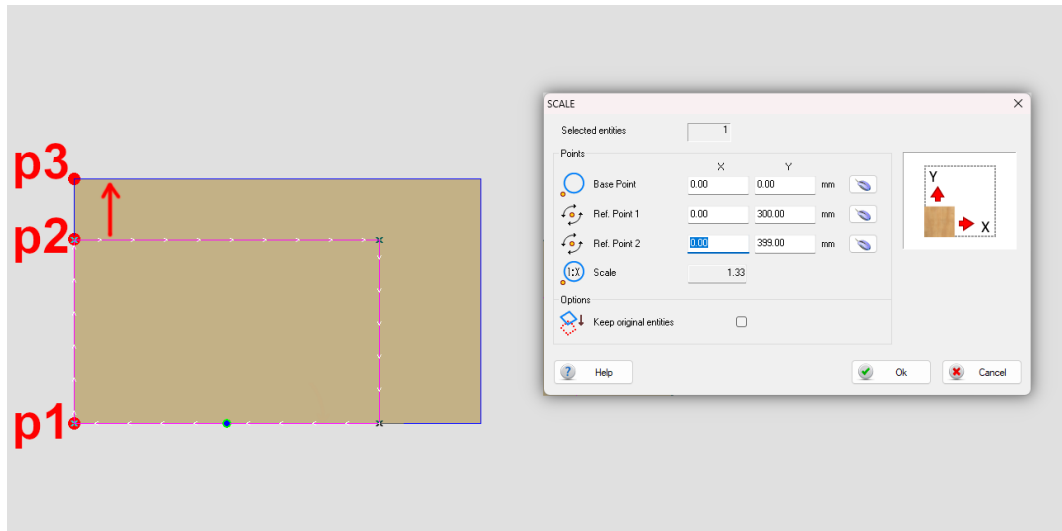 SCALE
Selected entities 1
Points
X Y
Base Point 0.00 0.00 mm
Ref. Point 1 0.00 300.00 mm
Ref. Point 2 0.00 399.00 mm
1:X Scale 1.33
Options
Keep original entities
? Help Ok Cancel
Y
X
p3
p2
p1